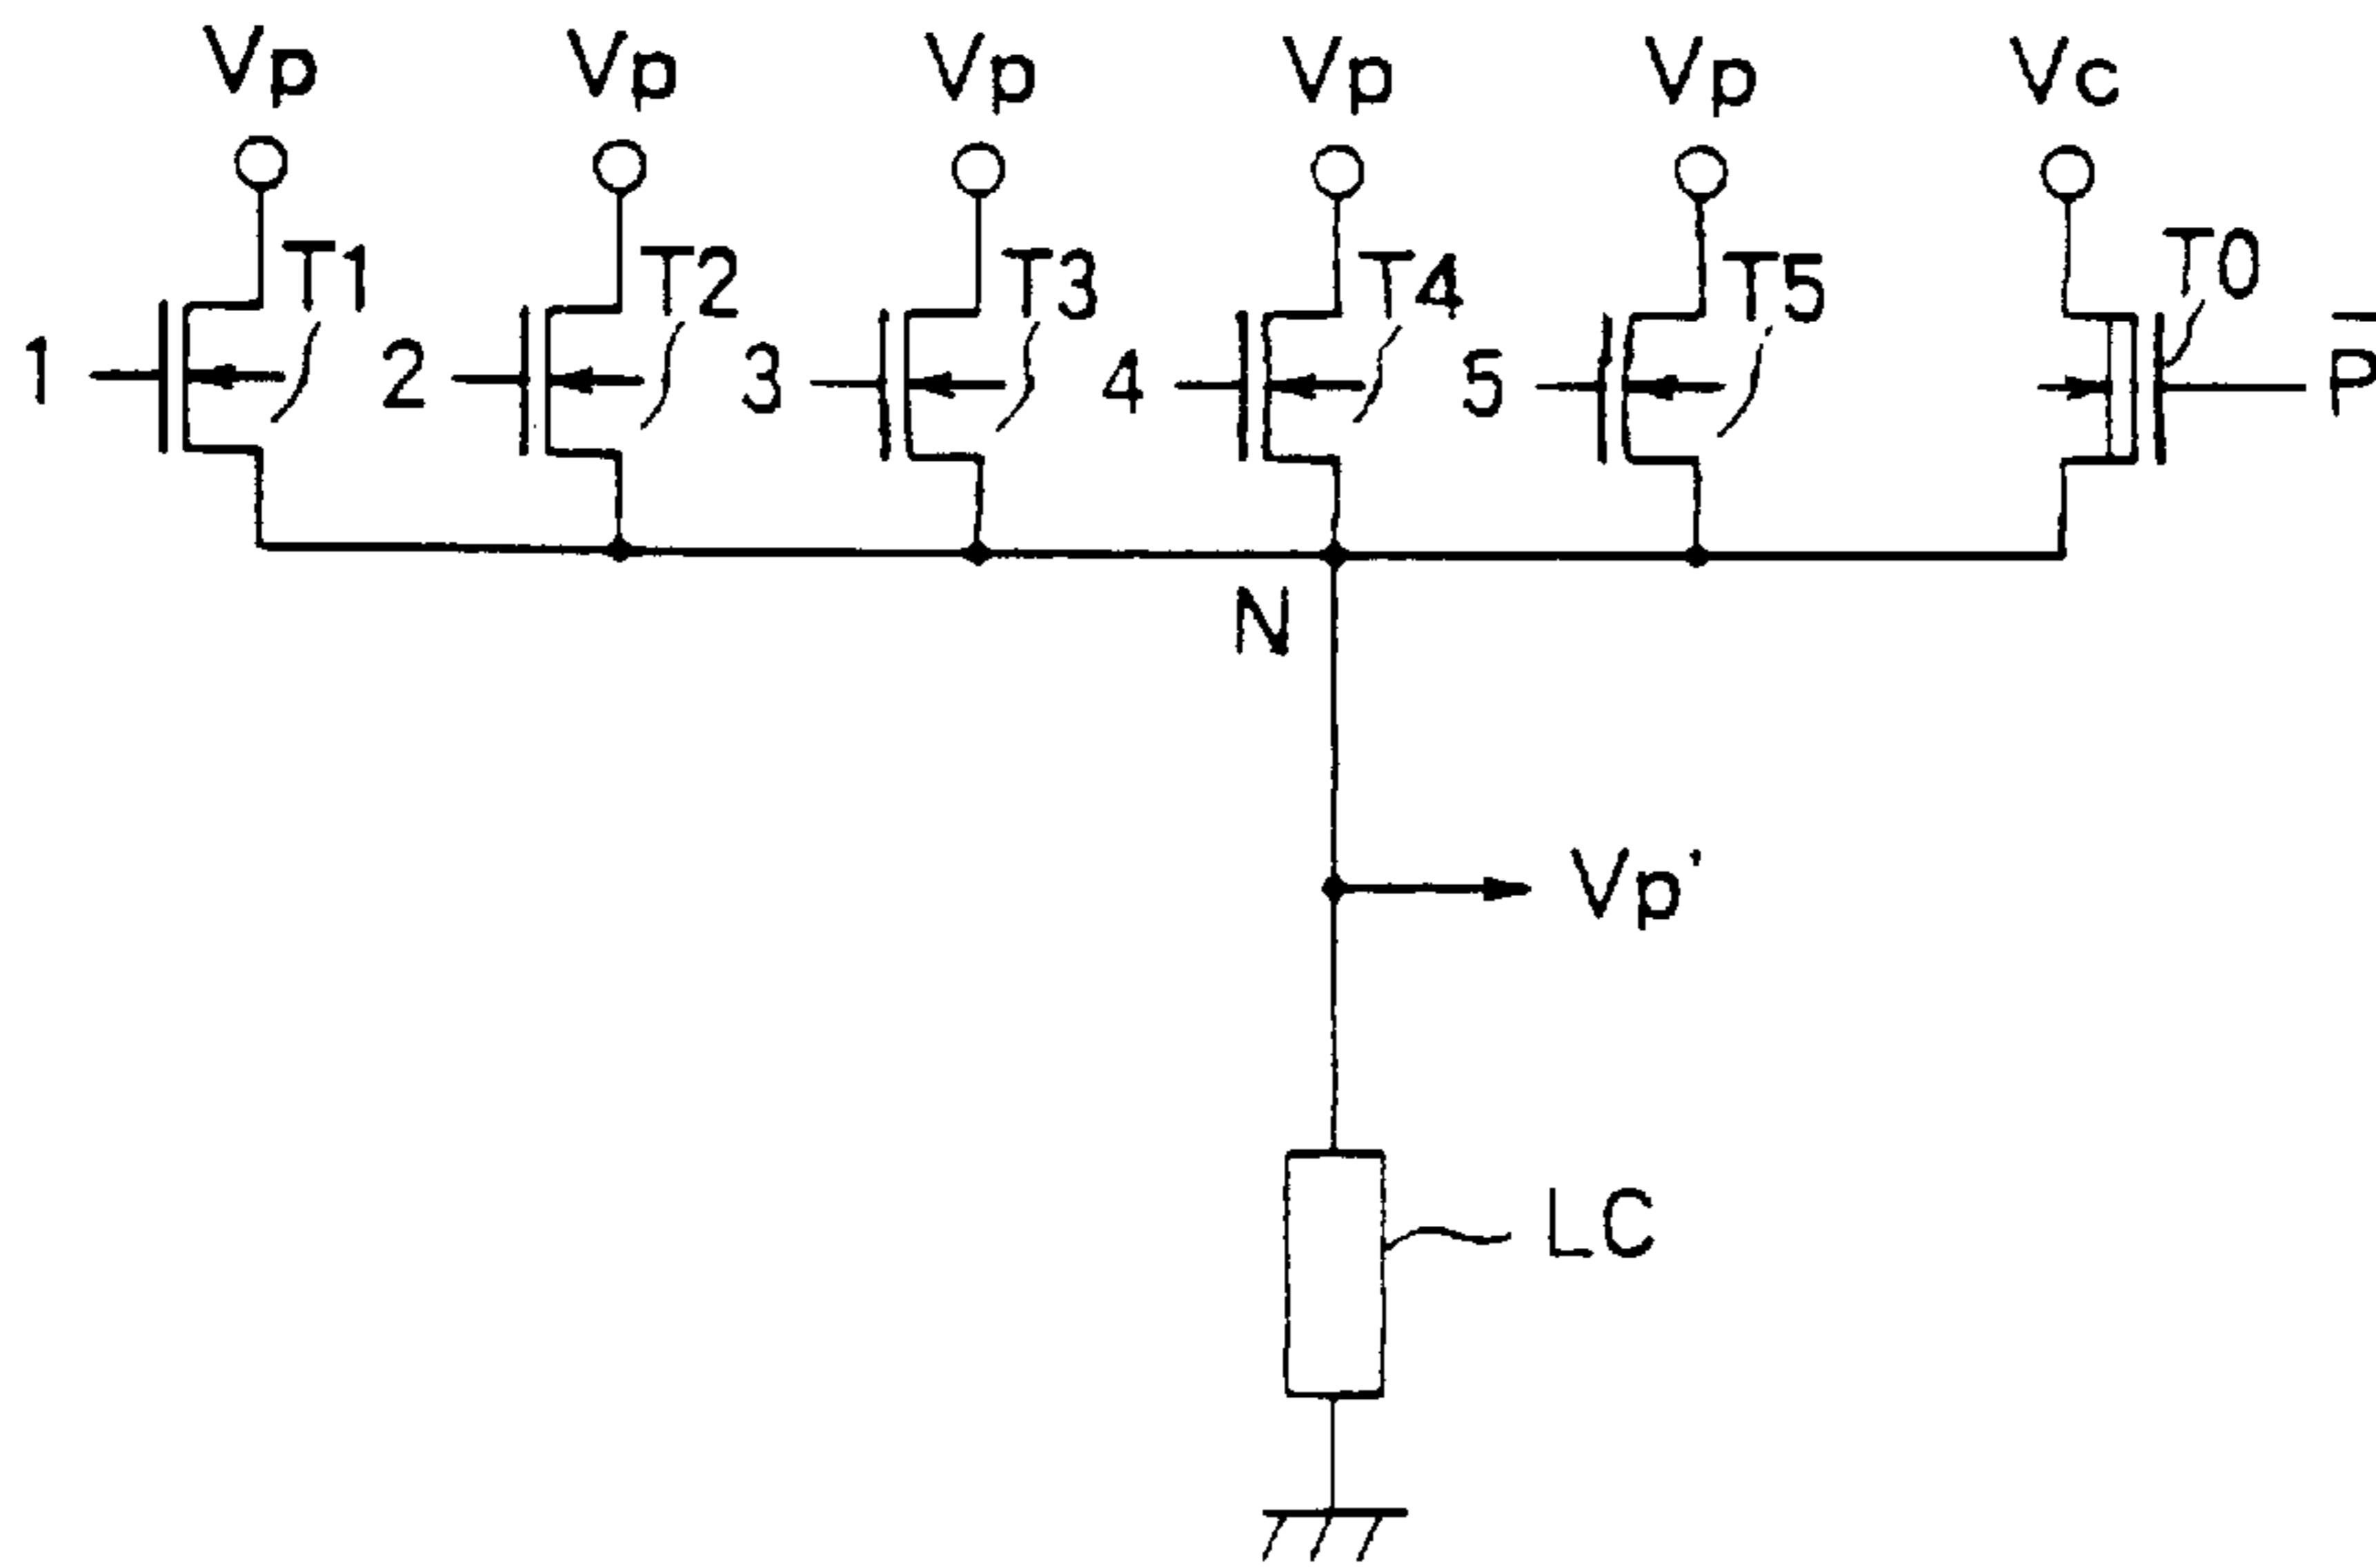 Vp Vp Vp Vp Vp Vc
T1 T2 T3 T4 T5 T0
1 2 3 4 5 P̅
N
Vp'
LC